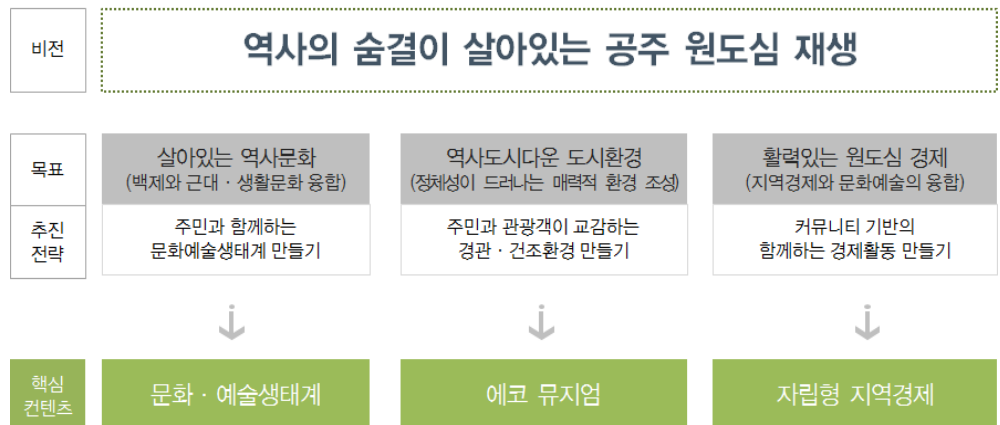 비전
역사의 숨결이 살아있는 공주 원도심 재생
목표
살아있는 역사문화
(백제와 근대 · 생활문화 융합)
역사도시다운 도시환경
(정체성이 드러나는 매력적 환경 조성)
활력있는 원도심 경제
(지역경제와 문화예술의 융합)
추진
전략
주민과 함께하는
문화예술생태계 만들기
주민과 관광객이 교감하는
경관 · 건조환경 만들기
커뮤니티 기반의
함께하는 경제활동 만들기
핵심
컨텐츠
문화 · 예술생태계
에코 뮤지엄
자립형 지역경제